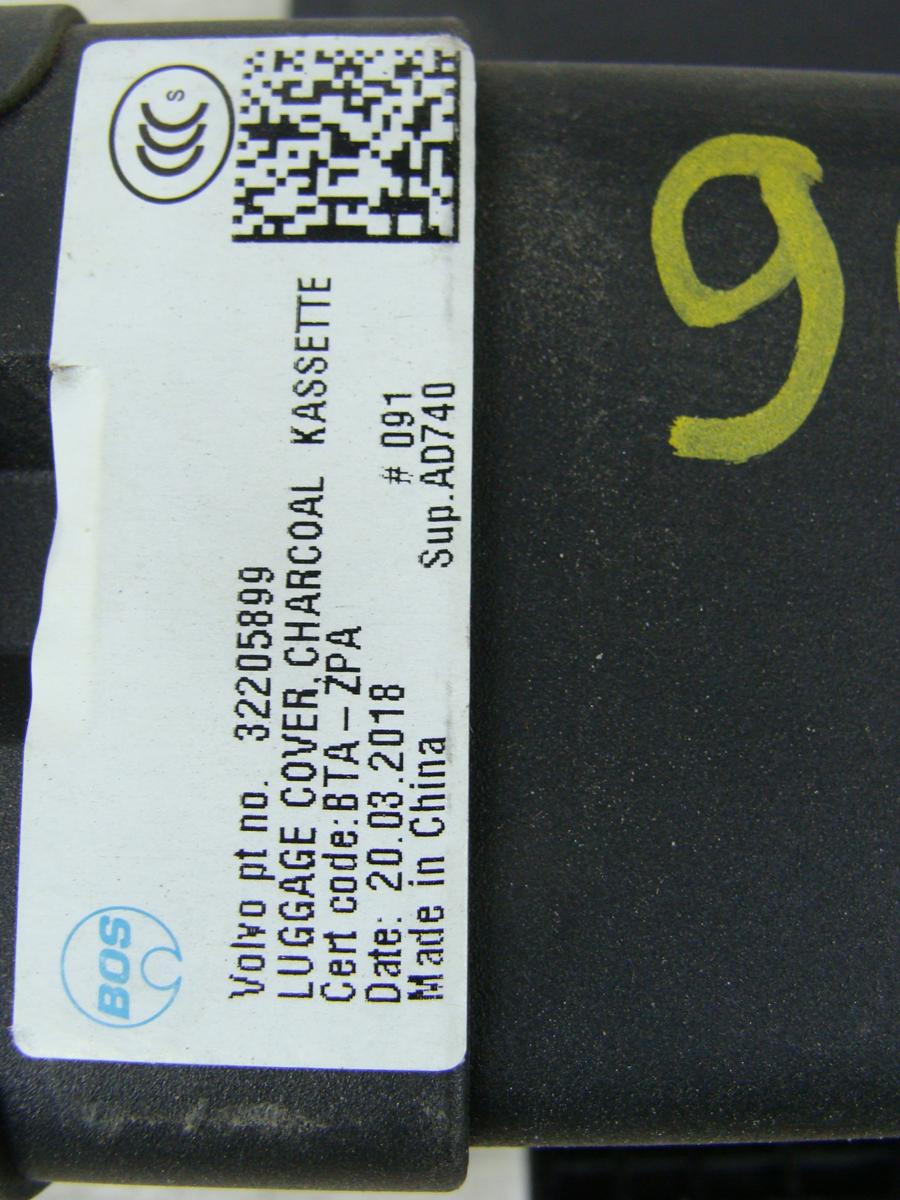 BOS
CCC S
Volvo pt no. 32205899
LUGGAGE COVER,CHARCOAL KASSETTE
Cert code:BTA-ZPA
Date: 20.03.2018 # 091
Made in China Sup.AD740
9